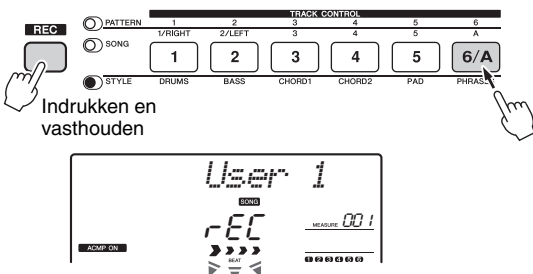 TRACK CONTROL
REC
PATTERN 1 2 3 4 5 6
1/RIGHT 2/LEFT 3 4 5 A
SONG
1 2 3 4 5 6/A
STYLE DRUMS BASS CHORD1 CHORD2 PAD
Indrukken en
vasthouden
User 1
SONG
rEC
MEASURE 001
ACMP ON
BEAT